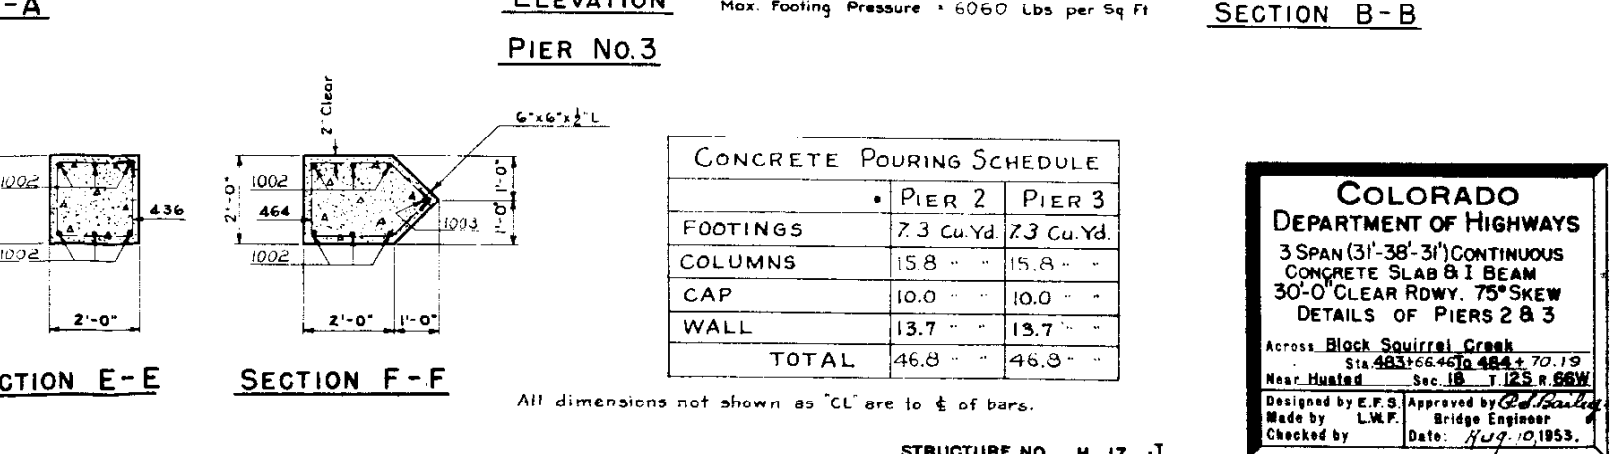 -A
ELEVATION
Max. Footing Pressure = 6060 Lbs per Sq Ft
SECTION B-B
PIER NO. 3
2" Clear
6"x6"x½" L
1002
436
1002
2'-0"
2'-0"
1002
464
1002
1003
1'-0"
1'-0"
2'-0" 1'-0"
CTION E-E
SECTION F-F
CONCRETE POURING SCHEDULE
PIER 2 PIER 3
FOOTINGS 7.3 Cu.Yd. 7.3 Cu.Yd.
COLUMNS 15.8 " " 15.8 " "
CAP 10.0 " " 10.0 " "
WALL 13.7 " " 13.7 " "
TOTAL 46.8 " " 46.8 " "
All dimensions not shown as "CL" are to ℄ of bars.
COLORADO
DEPARTMENT OF HIGHWAYS
3 SPAN (31'-38'-31') CONTINUOUS
CONCRETE SLAB & I BEAM
30'-0" CLEAR RDWY. 75° SKEW
DETAILS OF PIERS 2 & 3
Across Black Squirrel Creek
Sta. 483+66.46 To 484+70.19
Near Husted Sec. 18 T. 12S R. 66W
Designed by E.F.S.
Made by L.W.F.
Checked by
Approved by
Bridge Engineer
Date: Aug. 10, 1953.
STRUCTURE NO. H-17-